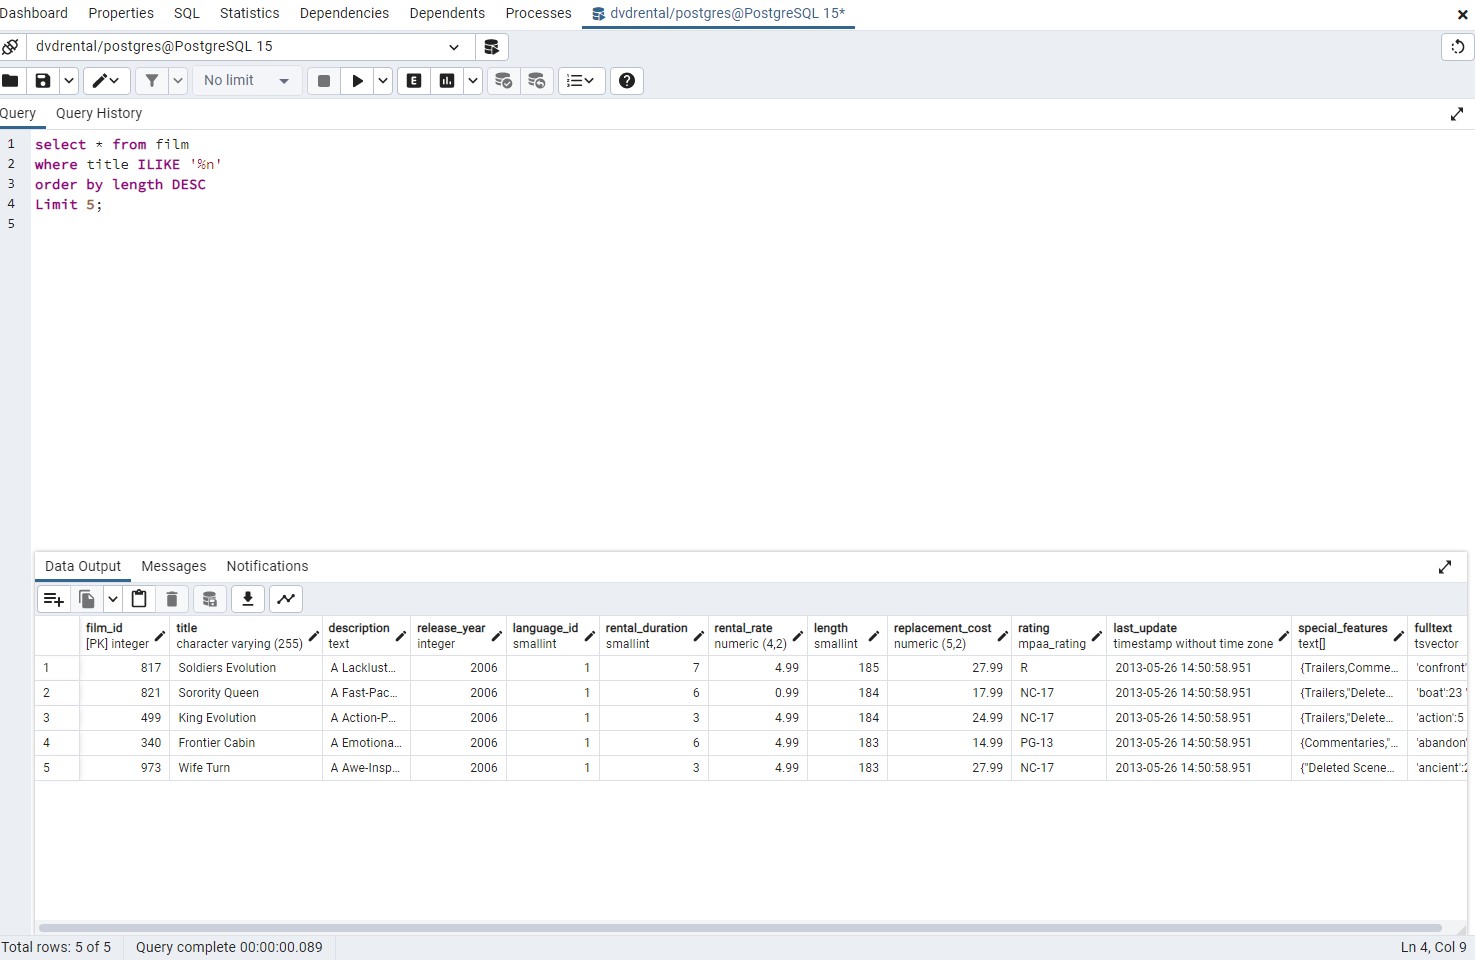 Dashboard Properties SQL Statistics Dependencies Dependents Processes dvdrental/postgres@PostgreSQL 15*
dvdrental/postgres@PostgreSQL 15
No limit
Query Query History
1 select * from film
2 where title ILIKE '%n'
3 order by length DESC
4 Limit 5;
5
Data Output Messages Notifications
film_id title description release_year language_id rental_duration rental_rate length replacement_cost rating last_update special_features fulltext
[PK] integer character varying (255) text integer smallint smallint numeric (4,2) smallint numeric (5,2) mpaa_rating timestamp without time zone text[] tsvector
1 817 Soldiers Evolution A Lacklust... 2006 1 7 4.99 185 27.99 R 2013-05-26 14:50:58.951 {Trailers,Comme... 'confront'
2 821 Sorority Queen A Fast-Pac... 2006 1 6 0.99 184 17.99 NC-17 2013-05-26 14:50:58.951 {Trailers,"Delete... 'boat':23 '
3 499 King Evolution A Action-P... 2006 1 3 4.99 184 24.99 NC-17 2013-05-26 14:50:58.951 {Trailers,"Delete... 'action':5
4 340 Frontier Cabin A Emotiona... 2006 1 6 4.99 183 14.99 PG-13 2013-05-26 14:50:58.951 {Commentaries,"... 'abandon'
5 973 Wife Turn A Awe-Insp... 2006 1 3 4.99 183 27.99 NC-17 2013-05-26 14:50:58.951 {"Deleted Scene... 'ancient':2
Total rows: 5 of 5 Query complete 00:00:00.089 Ln 4, Col 9